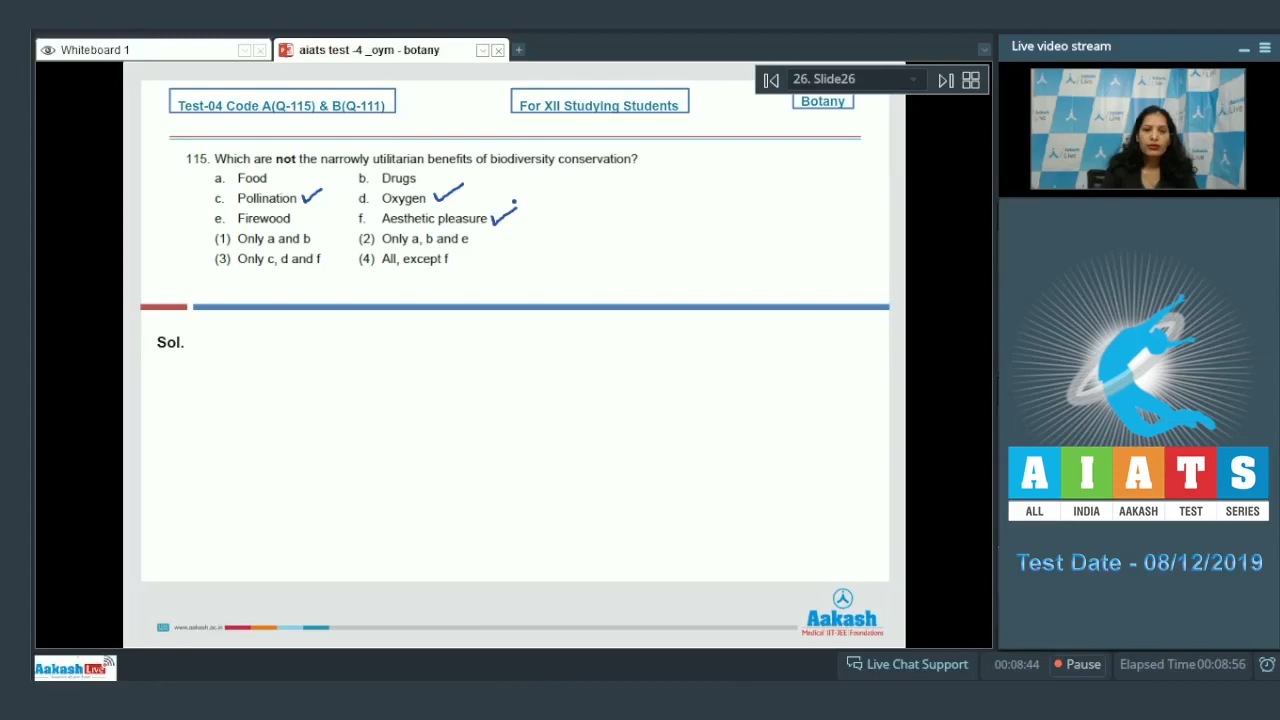 Whiteboard 1
aiats test -4 _oym - botany
Live video stream
26. Slide26
Test-04 Code A(Q-115) & B(Q-111)
For XII Studying Students
Botany
115. Which are not the narrowly utilitarian benefits of biodiversity conservation?
a. Food b. Drugs
c. Pollination d. Oxygen
e. Firewood f. Aesthetic pleasure
(1) Only a and b (2) Only a, b and e
(3) Only c, d and f (4) All, except f
Sol.
A I A T S
ALL INDIA AAKASH TEST SERIES
Test Date - 08/12/2019
www.aakash.ac.in
Aakash
Medical IIT-JEE Foundations
Aakash Live
Live Chat Support
00:08:44
Pause
Elapsed Time 00:08:56